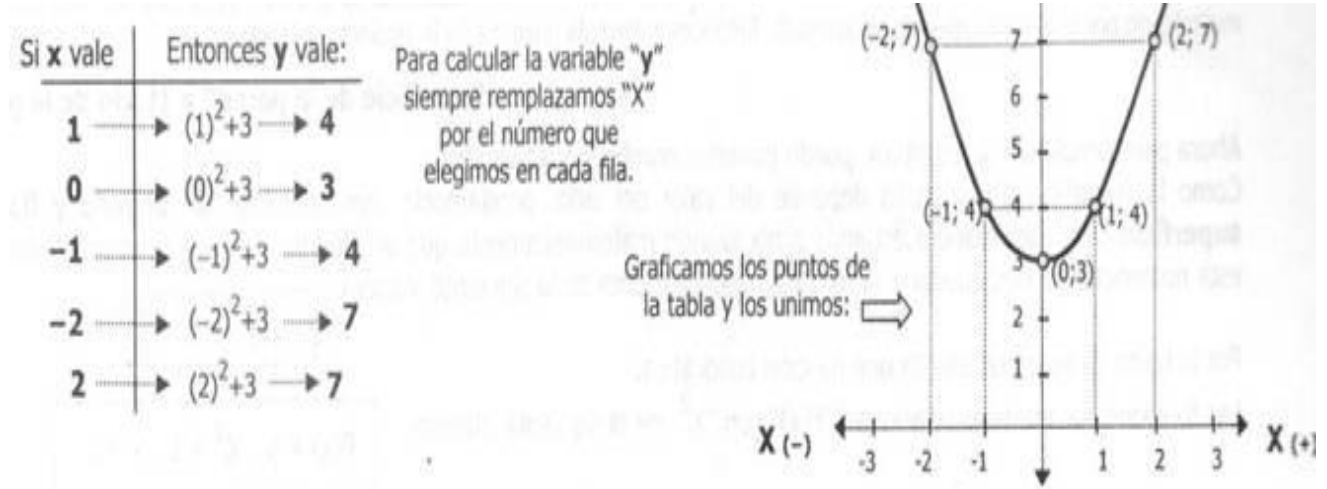 Si x vale Entonces y vale:
1 (1)²+3 4
0 (0)²+3 3
−1 (−1)²+3 4
−2 (−2)²+3 7
2 (2)²+3 7
Para calcular la variable "y"
siempre remplazamos "X"
por el número que
elegimos en cada fila.
Graficamos los puntos de
la tabla y los unimos:
(−2; 7) 7 (2; 7)
6
5
(-1; 4) 4 (1; 4)
3 (0;3)
2
1
X (−) -3 -2 -1 1 2 3 X (+)